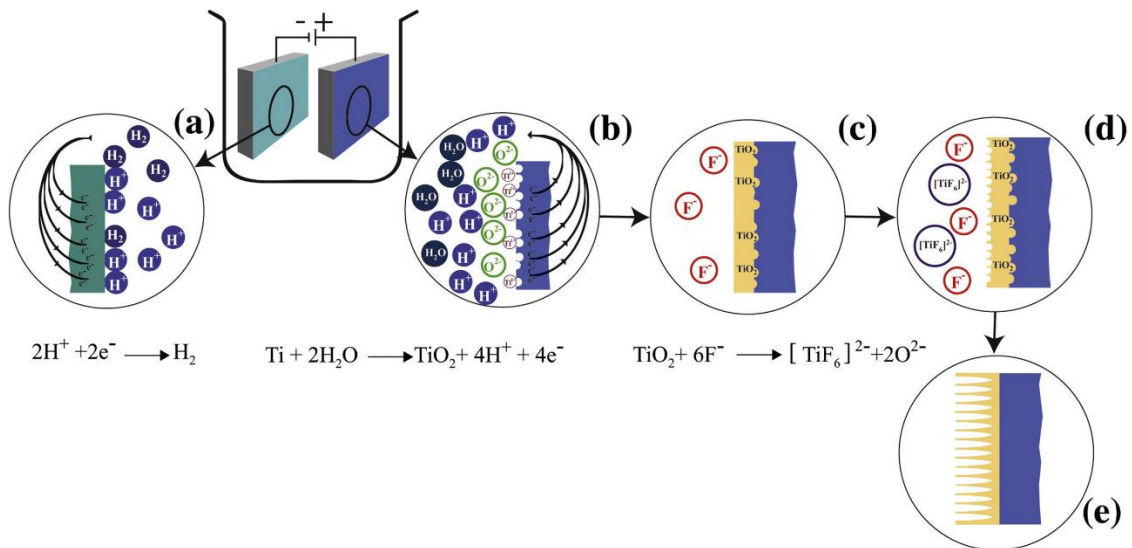 - +
(a)
H₂
H₂
H₂
H⁺
H⁺
H⁺
H₂
H⁺
H⁺
H⁺
H⁺
e⁻
e⁻
e⁻
e⁻
e⁻
e⁻
(b)
H⁺
H₂O
H⁺
O²⁻
H₂O
H⁺
O²⁻
H₂O
H⁺
O²⁻
H⁺
H⁺
O²⁻
H₂O
H⁺
O²⁻
H⁺
H⁺
(c)
F⁻
F⁻
F⁻
TiO₂
TiO₂
TiO₂
TiO₂
(d)
F⁻
[TiF₆]²⁻
F⁻
[TiF₆]²⁻
F⁻
TiO₂
TiO₂
TiO₂
TiO₂
2H⁺ +2e⁻ → H₂
Ti + 2H₂O → TiO₂+ 4H⁺ + 4e⁻
TiO₂+ 6F⁻ → [ TiF₆]²⁻+2O²⁻
(e)